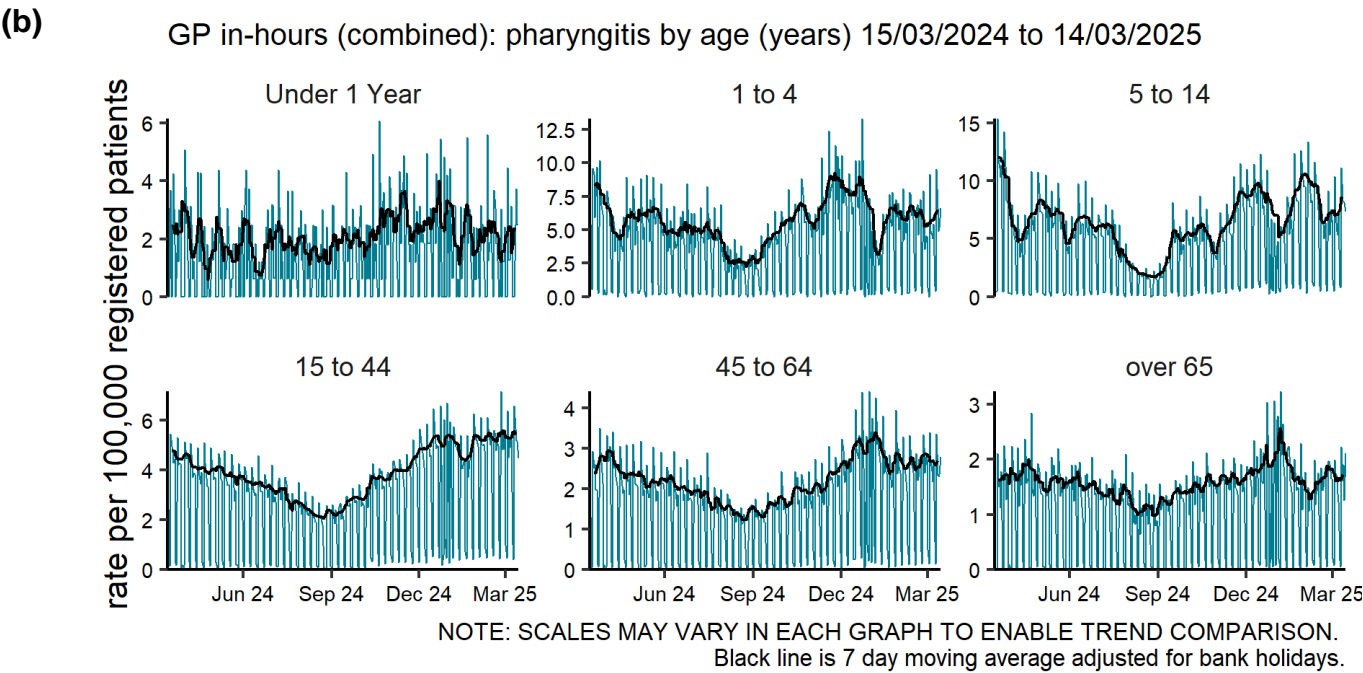 (b)
GP in-hours (combined): pharyngitis by age (years) 15/03/2024 to 14/03/2025
rate per 100,000 registered patients
Under 1 Year
6
4
2
0
1 to 4
12.5
10.0
7.5
5.0
2.5
0.0
5 to 14
15
10
5
0
15 to 44
6
4
2
0
Jun 24 Sep 24 Dec 24 Mar 25
45 to 64
4
3
2
1
0
Jun 24 Sep 24 Dec 24 Mar 25
over 65
3
2
1
0
Jun 24 Sep 24 Dec 24 Mar 25
NOTE: SCALES MAY VARY IN EACH GRAPH TO ENABLE TREND COMPARISON.
Black line is 7 day moving average adjusted for bank holidays.